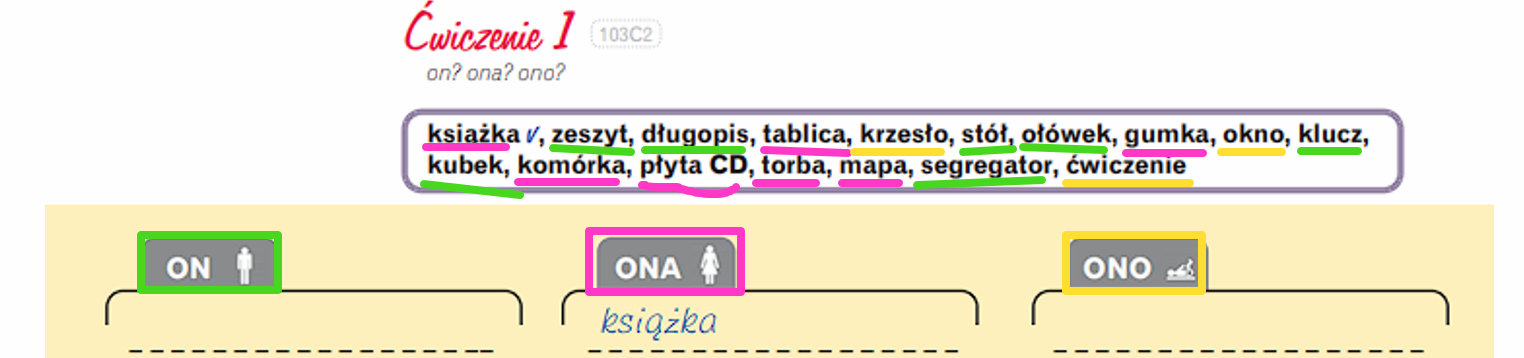 Ćwiczenie 1 103C2
on? ona? ono?
ksiażka ✓, zeszyt, długopis, tablica, krzesło, stół, ołówek, gumka, okno, klucz,
kubek, komórka, płyta CD, torba, mapa, segregator, ćwiczenie
ON ONA ONO
książka